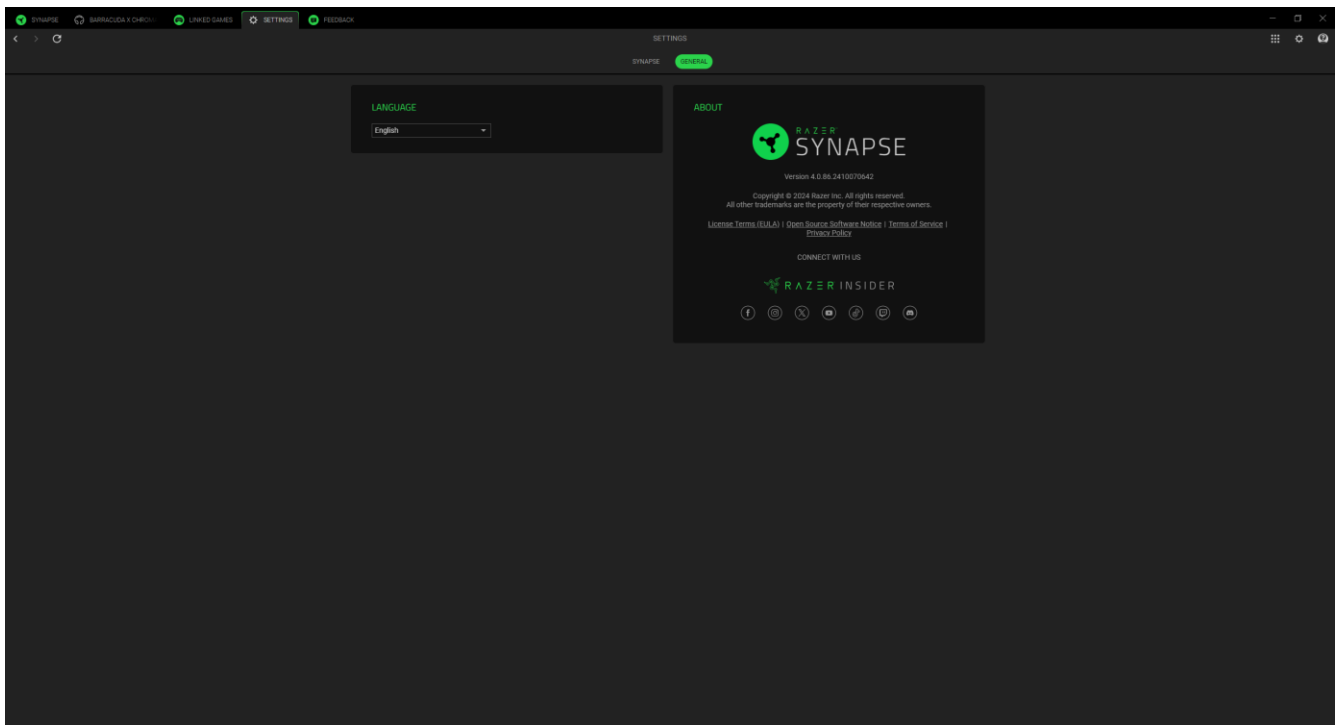 SYNAPSE BARRACUDA X CHRO LINKED GAMES SETTINGS FEEDBACK
SETTINGS
SYNAPSE GENERAL
LANGUAGE
English
ABOUT
RAZER
SYNAPSE
Version 4.0.86.2410070642
Copyright © 2024 Razer Inc. All rights reserved.
All other trademarks are the property of their respective owners.
License Terms (EULA) | Open Source Software Notice | Terms of Service |
Privacy Policy
CONNECT WITH US
RAZER INSIDER